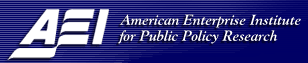 AEI
American Enterprise Institute
for Public Policy Research